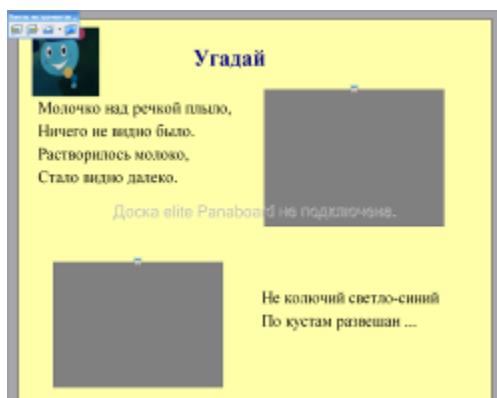 Угадай
Молочко над речкой плыло,
Ничего не видно было.
Растворилось молоко,
Стало видно далеко.
Доска elite Panaboard не подключена.
Не колючий светло-синий
По кустам развешан ...